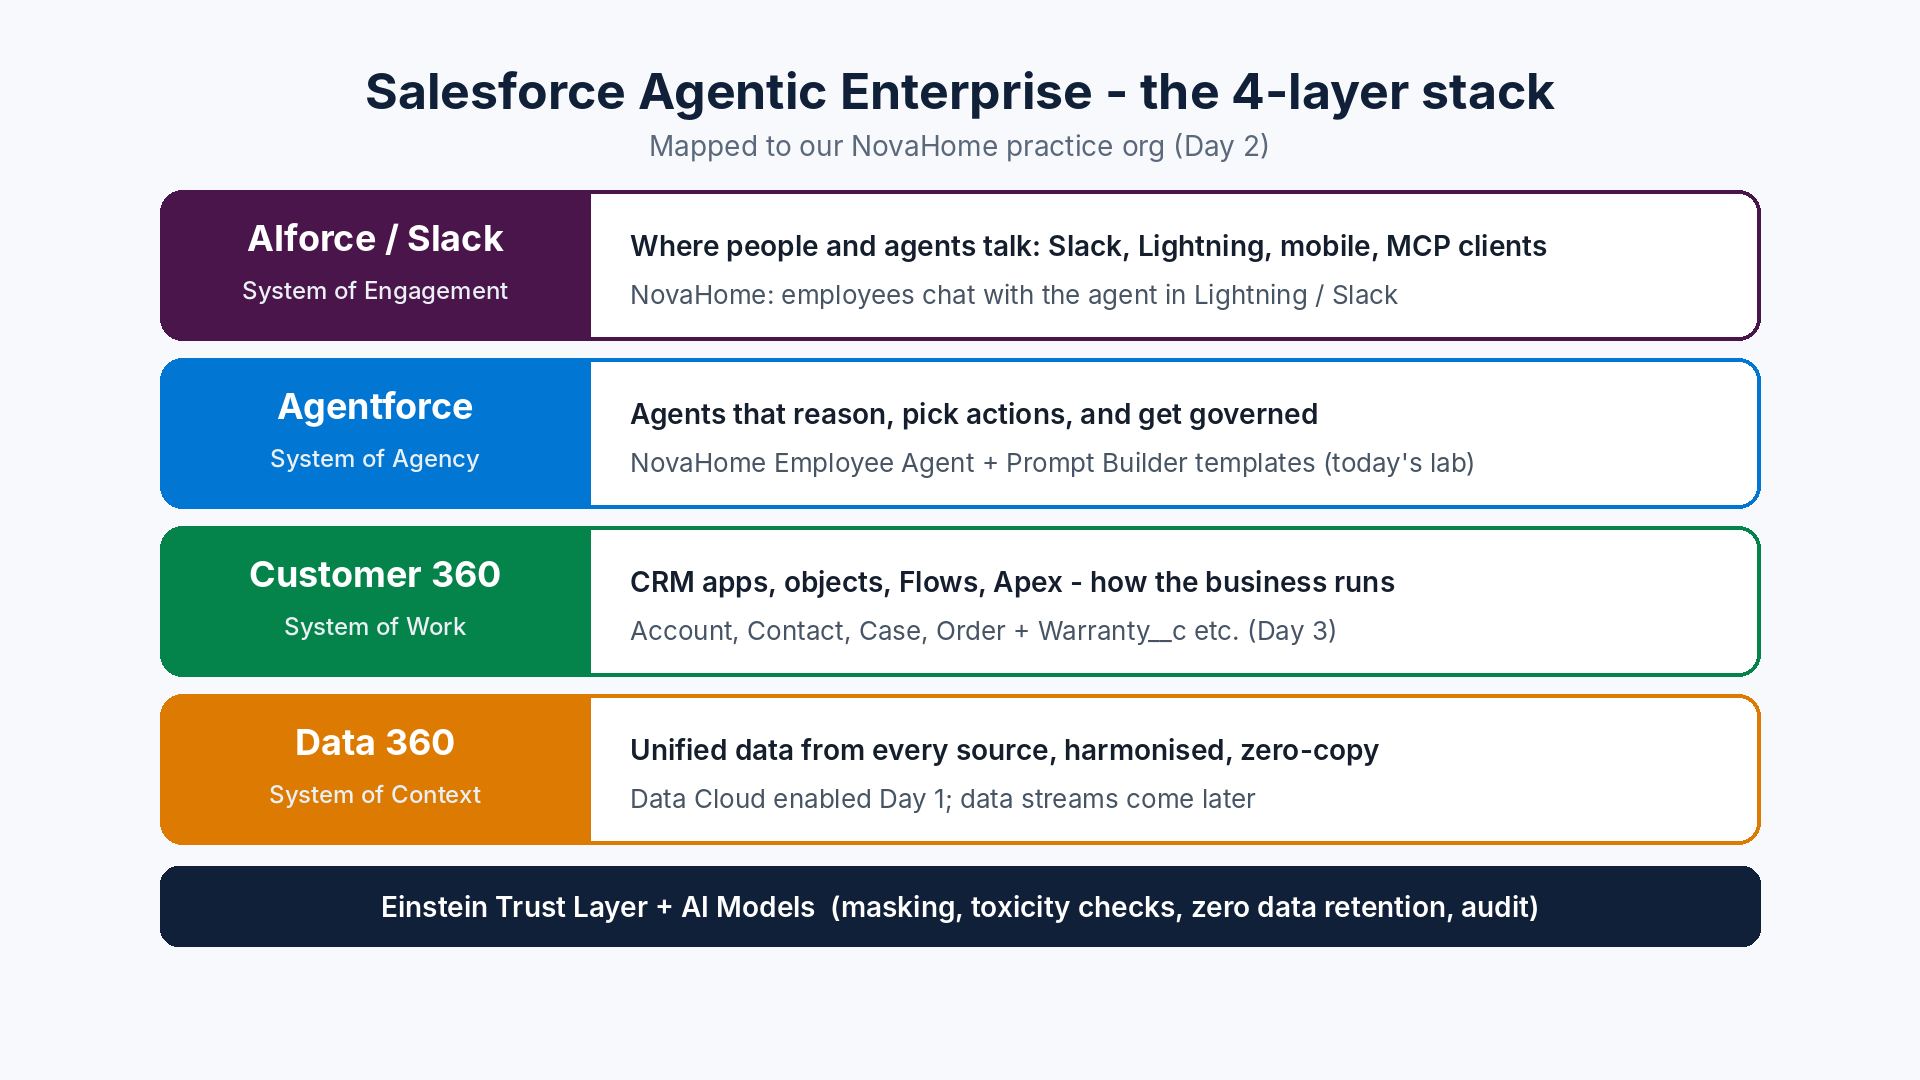 Salesforce Agentic Enterprise - the 4-layer stack
Mapped to our NovaHome practice org (Day 2)
AIforce / Slack
System of Engagement
Where people and agents talk: Slack, Lightning, mobile, MCP clients
NovaHome: employees chat with the agent in Lightning / Slack
Agentforce
System of Agency
Agents that reason, pick actions, and get governed
NovaHome Employee Agent + Prompt Builder templates (today's lab)
Customer 360
System of Work
CRM apps, objects, Flows, Apex - how the business runs
Account, Contact, Case, Order + Warranty__c etc. (Day 3)
Data 360
System of Context
Unified data from every source, harmonised, zero-copy
Data Cloud enabled Day 1; data streams come later
Einstein Trust Layer + AI Models (masking, toxicity checks, zero data retention, audit)